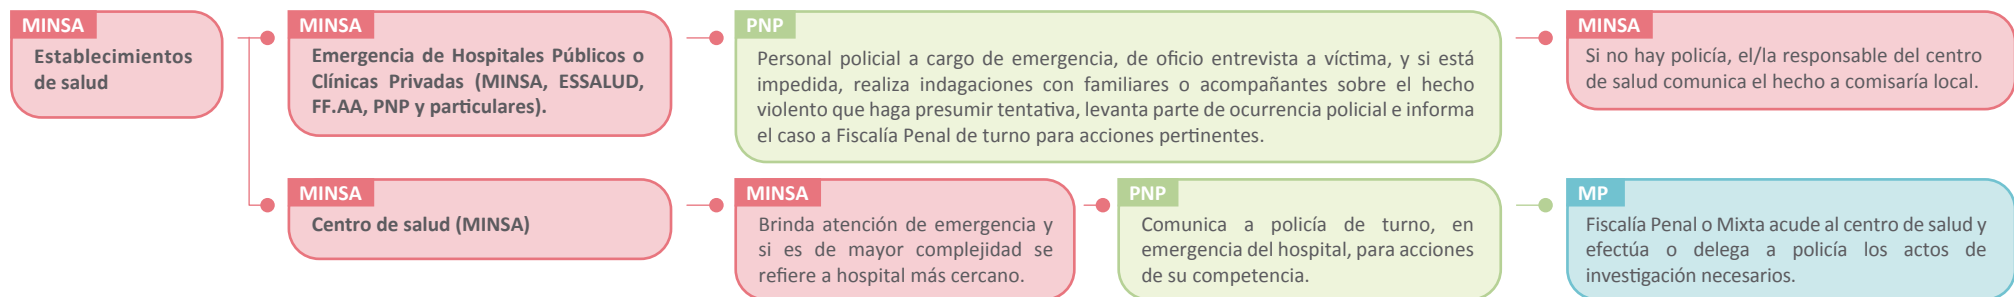 MINSA
Establecimientos
de salud
MINSA
Emergencia de Hospitales Públicos o
Clínicas Privadas (MINSA, ESSALUD,
FF.AA, PNP y particulares).
PNP
Personal policial a cargo de emergencia, de oficio entrevista a víctima, y si está
impedida, realiza indagaciones con familiares o acompañantes sobre el hecho
violento que haga presumir tentativa, levanta parte de ocurrencia policial e informa
el caso a Fiscalía Penal de turno para acciones pertinentes.
MINSA
Si no hay policía, el/la responsable del centro
de salud comunica el hecho a comisaría local.
MINSA
Centro de salud (MINSA)
MINSA
Brinda atención de emergencia y
si es de mayor complejidad se
refiere a hospital más cercano.
PNP
Comunica a policía de turno, en
emergencia del hospital, para acciones
de su competencia.
MP
Fiscalía Penal o Mixta acude al centro de salud y
efectúa o delega a policía los actos de
investigación necesarios.